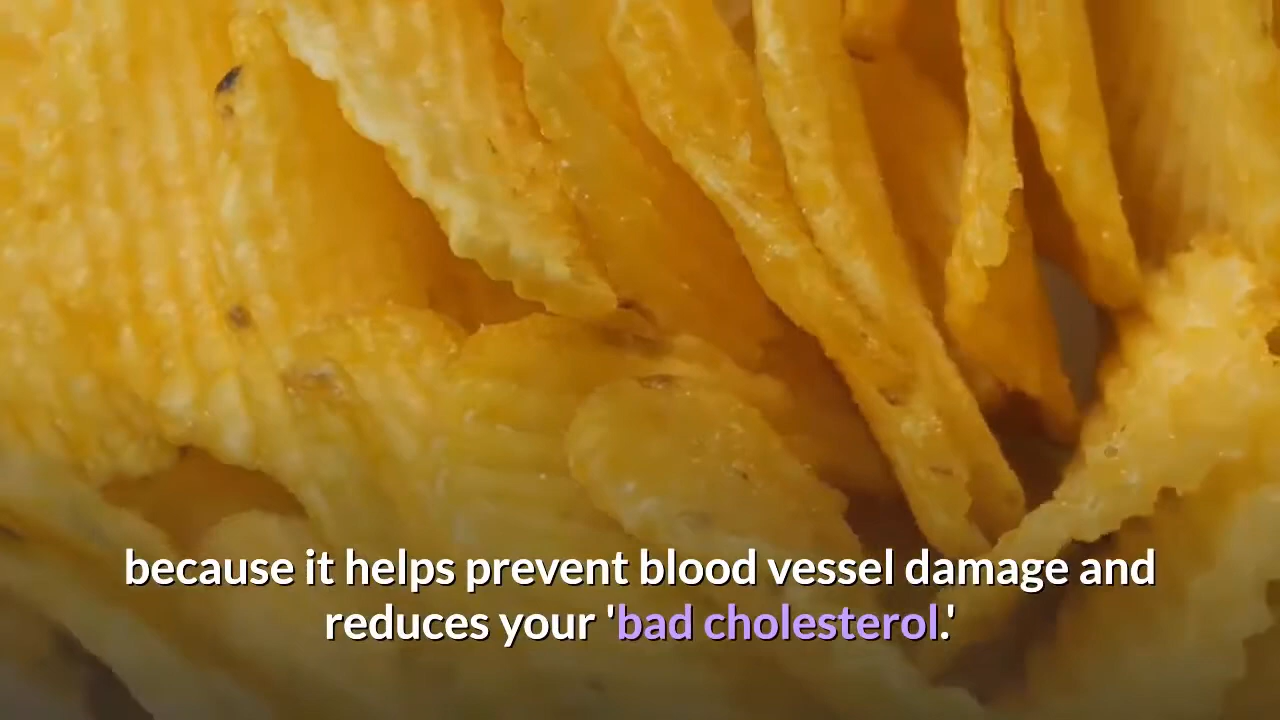 because it helps prevent blood vessel damage and
reduces your 'bad cholesterol.'